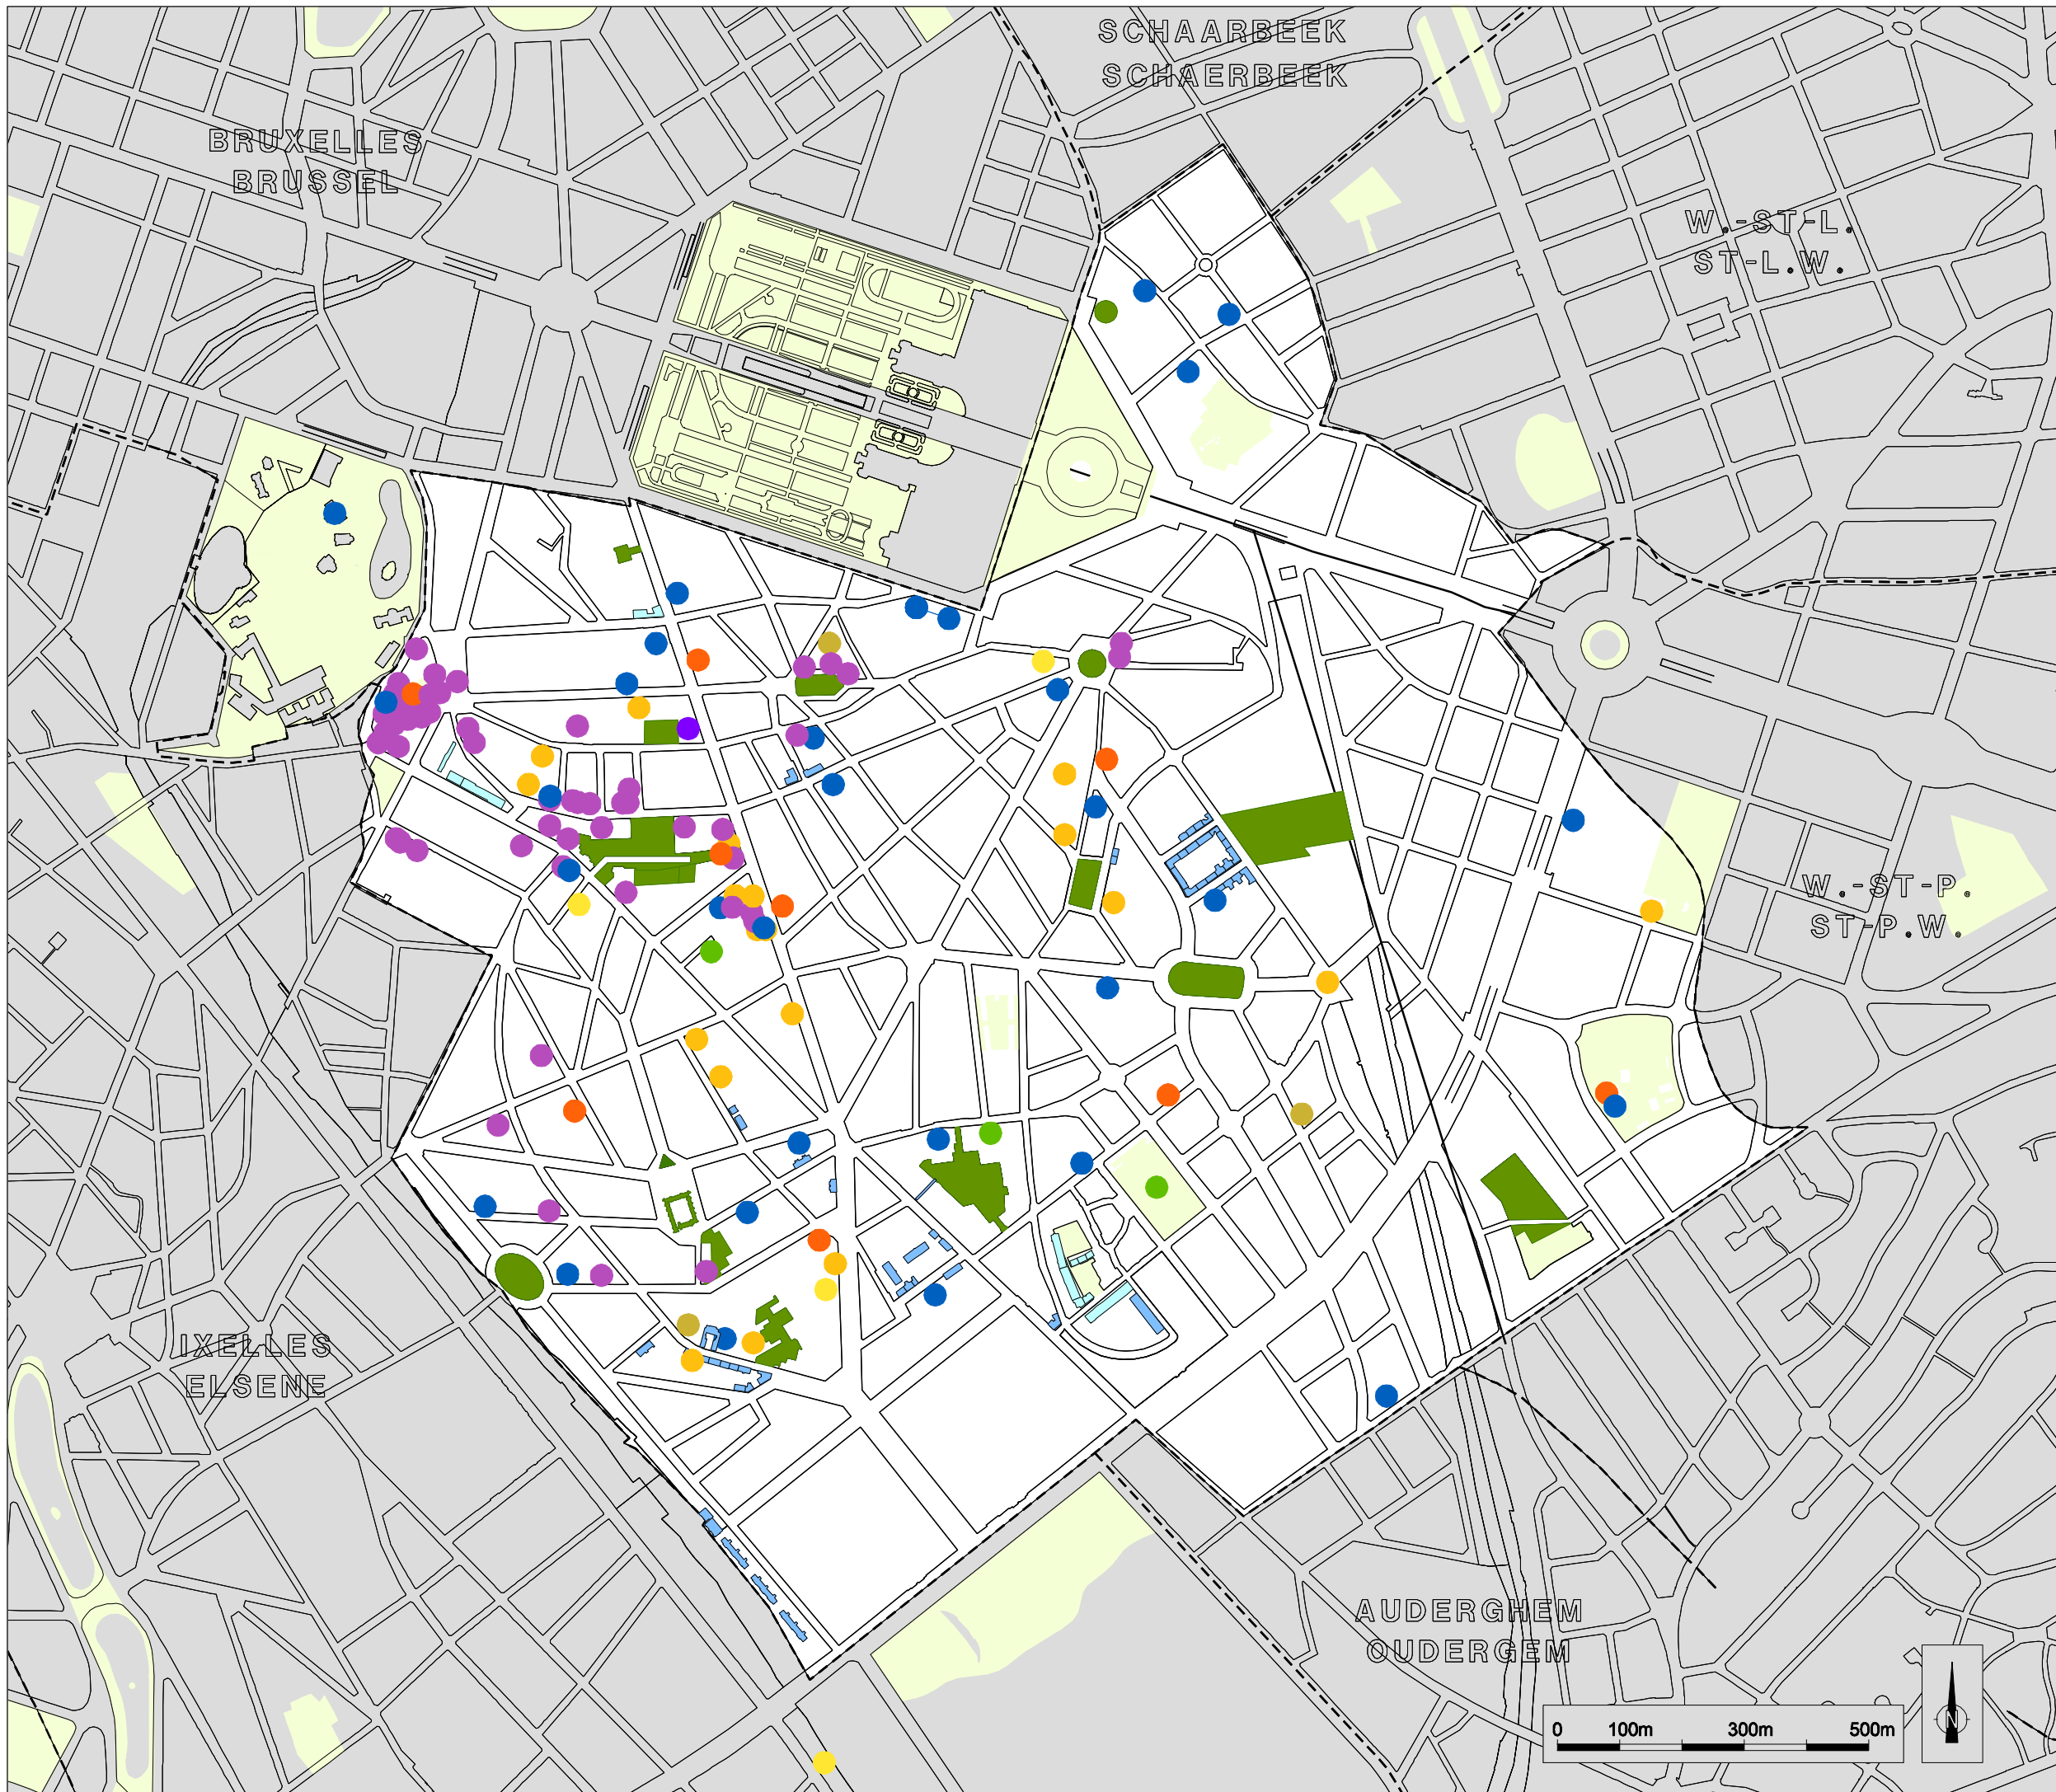 SCHAARBEEK
SCHAERBEEK
BRUXELLES
BRUSSEL
W.-ST-L.
ST-L.W.
W.-ST-P.
ST-P.W.
IXELLES
ELSENE
AUDERGHEM
OUDERGEM
0 100m 300m 500m
N